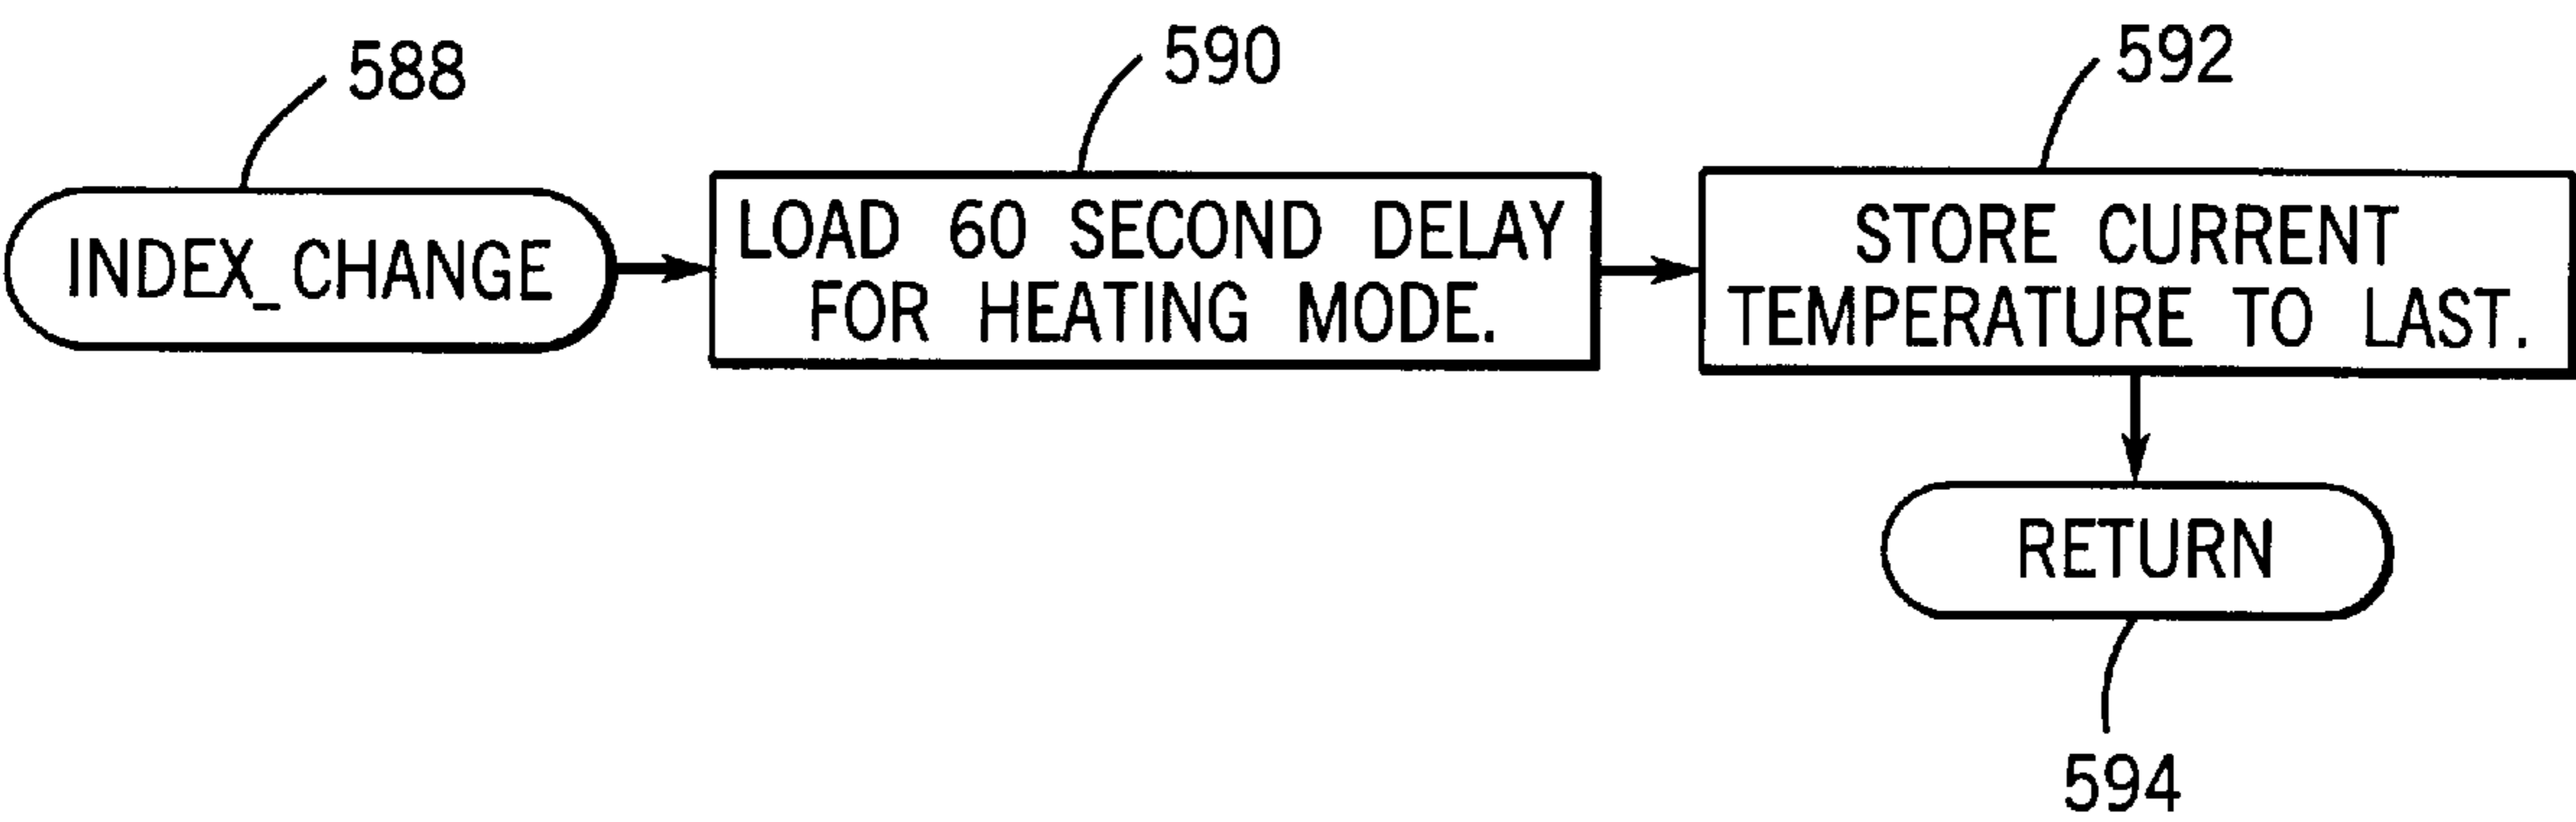 588
INDEX_CHANGE
590
LOAD 60 SECOND DELAY
FOR HEATING MODE.
592
STORE CURRENT
TEMPERATURE TO LAST.
RETURN
594